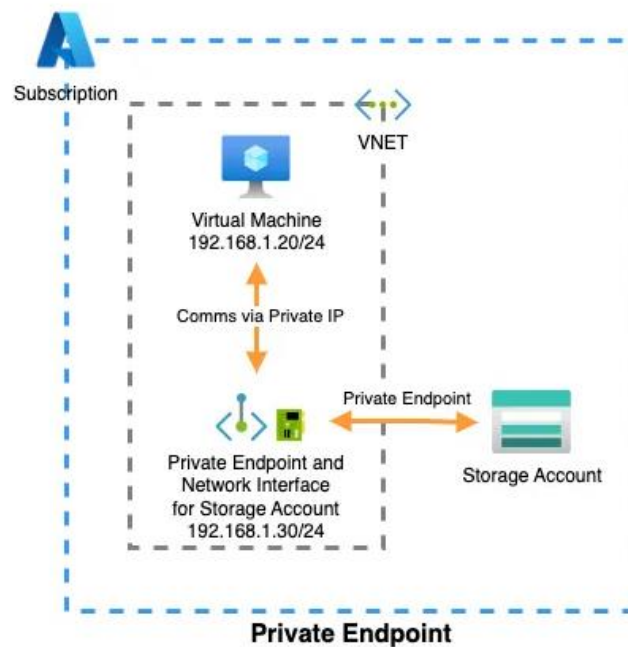 Subscription
VNET
Virtual Machine
192.168.1.20/24
Comms via Private IP
Private Endpoint
Private Endpoint and
Network Interface
for Storage Account
192.168.1.30/24
Storage Account
Private Endpoint